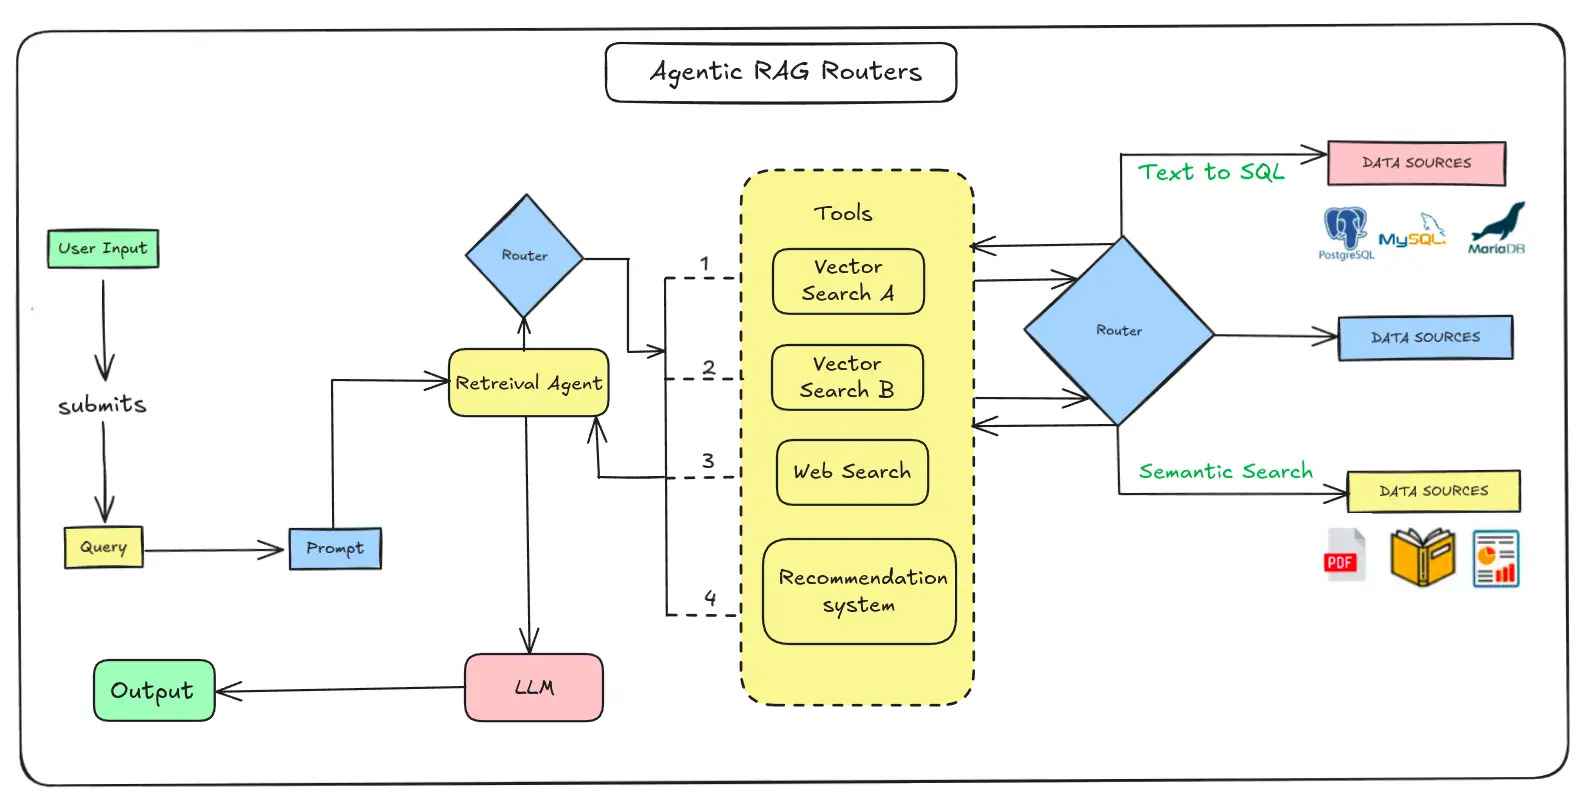 Agentic RAG Routers
User Input
submits
Query
Prompt
Retreival Agent
Router
LLM
Output
1
2
3
4
Tools
Vector
Search A
Vector
Search B
Web Search
Recommendation
system
Router
Text to SQL
DATA SOURCES
PostgreSQL
MySQL
MariaDB
DATA SOURCES
Semantic Search
DATA SOURCES
PDF